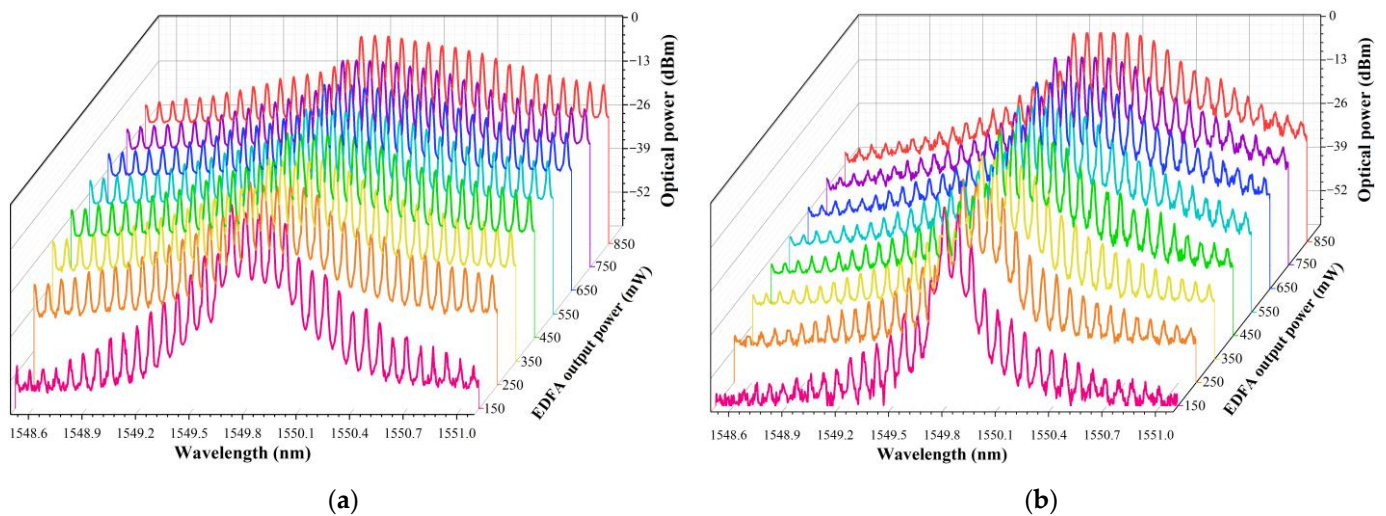 0
−13
−26
−39
−52
Optical power (dBm)
850
750
650
550
450
350
250
150
EDFA output power (mW)
1548.6 1548.9 1549.2 1549.5 1549.8 1550.1 1550.4 1550.7 1551.0
Wavelength (nm)
(a)
0
−13
−26
−39
−52
Optical power (dBm)
850
750
650
550
450
350
250
150
EDFA output power (mW)
1548.6 1548.9 1549.2 1549.5 1549.8 1550.1 1550.4 1550.7 1551.0
Wavelength (nm)
(b)